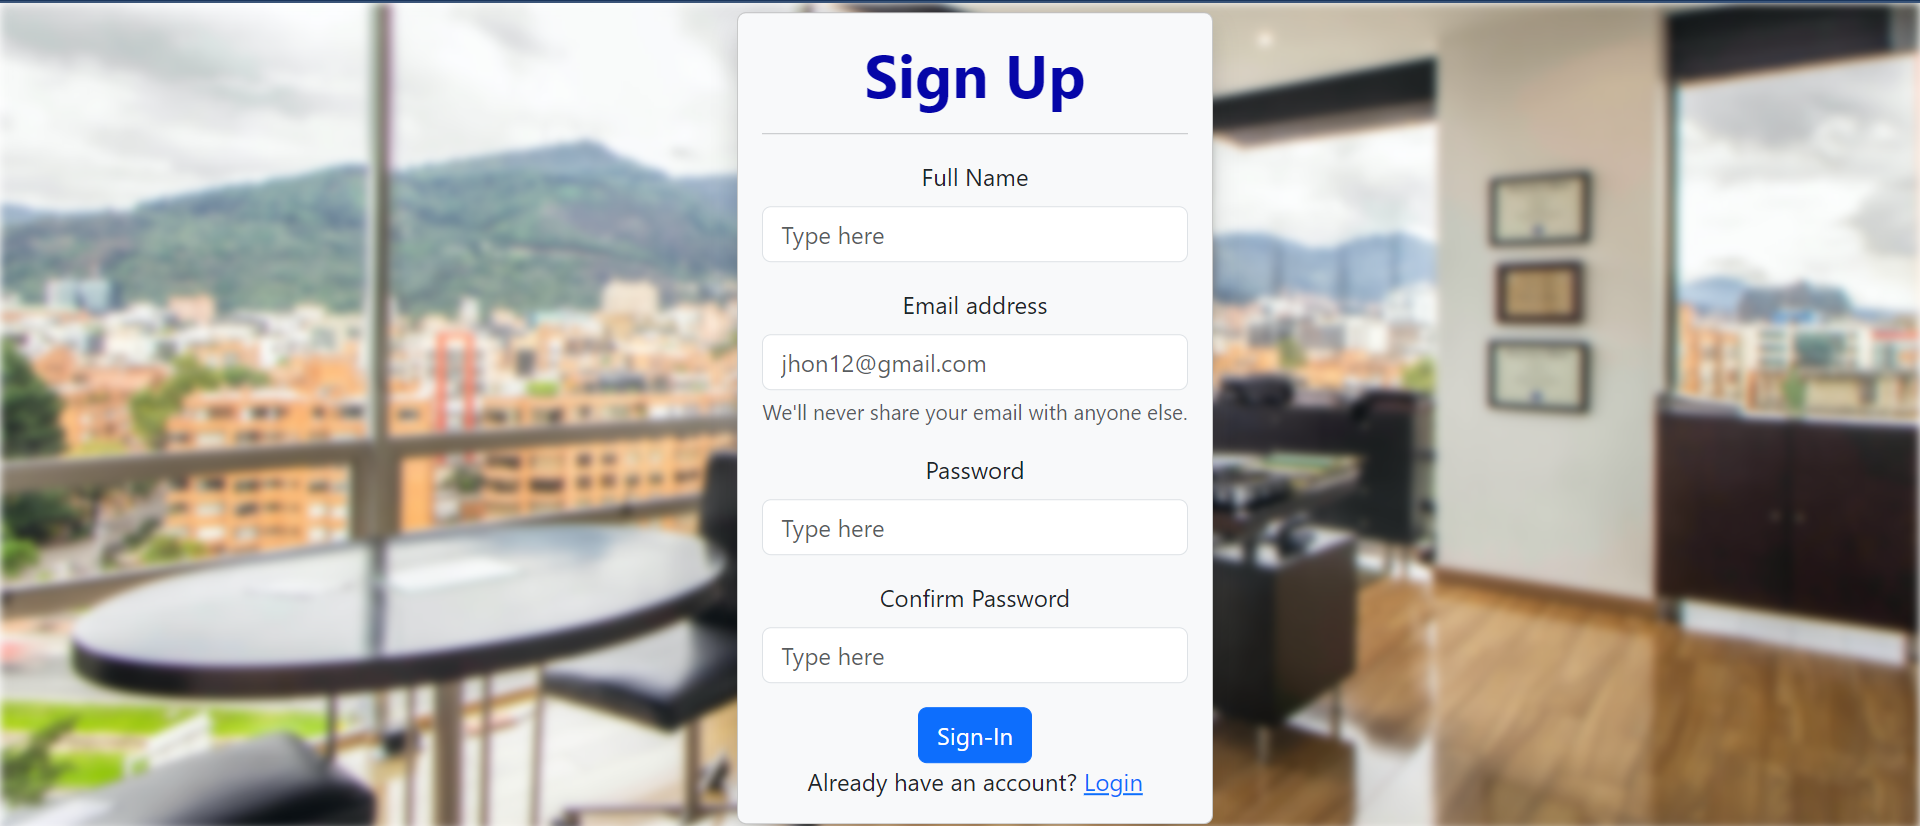 Sign Up
Full Name
Type here
Email address
jhon12@gmail.com
We'll never share your email with anyone else.
Password
Type here
Confirm Password
Type here
Sign-In
Already have an account? Login